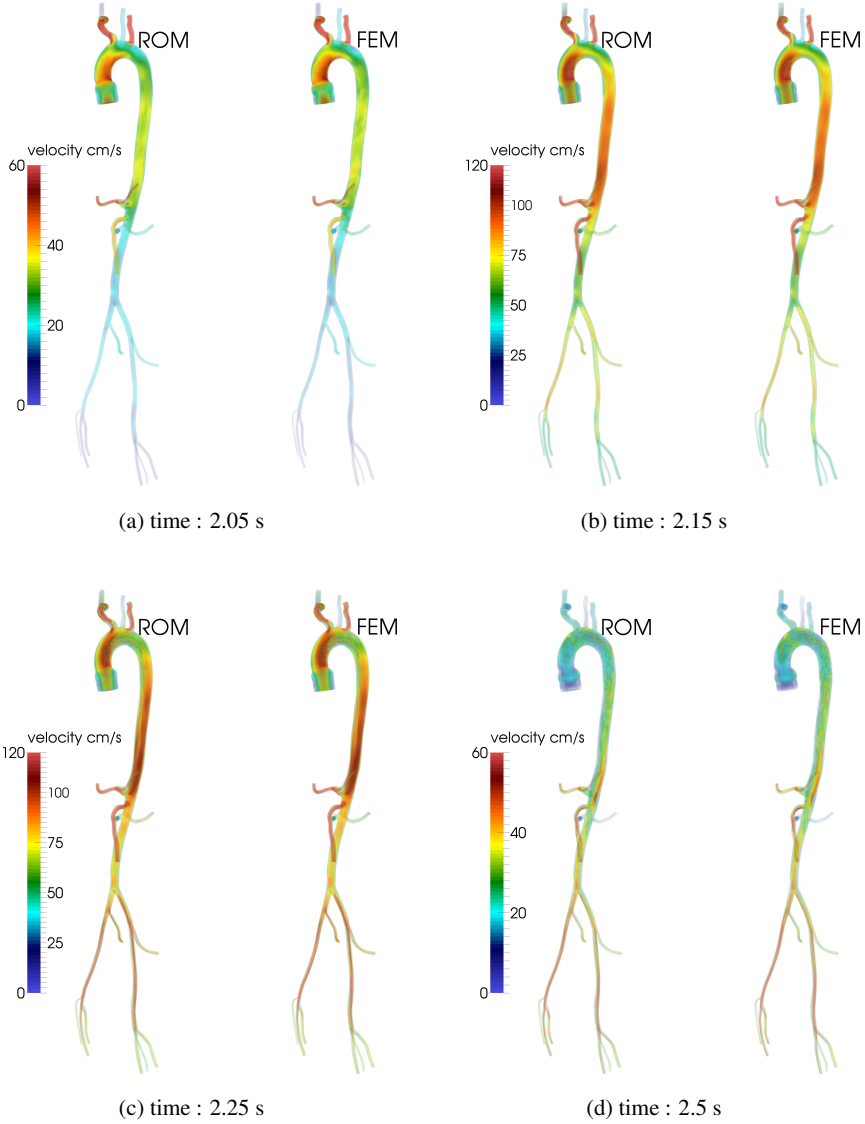 ROM
FEM
velocity cm/s
60
40
20
0
(a) time : 2.05 s
ROM
FEM
velocity cm/s
120
100
75
50
25
0
(b) time : 2.15 s
ROM
FEM
velocity cm/s
120
100
75
50
25
0
(c) time : 2.25 s
ROM
FEM
velocity cm/s
60
40
20
0
(d) time : 2.5 s